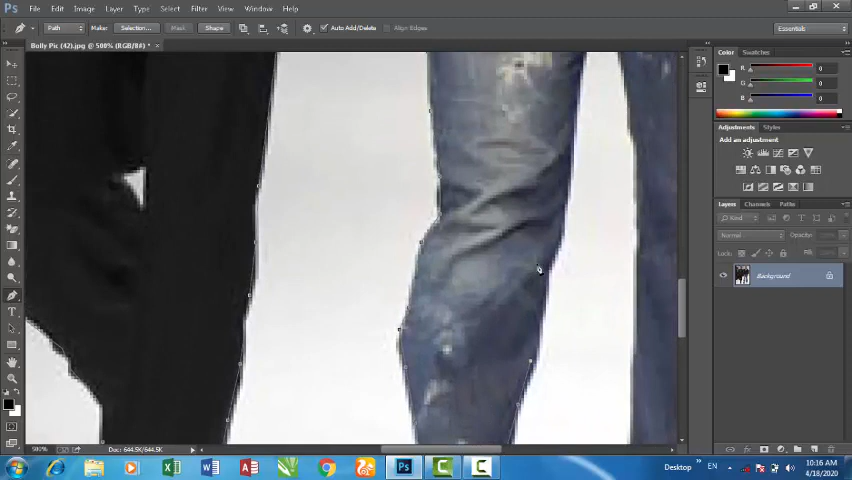 Ps File Edit Image Layer Type Select Filter View Window Help
Path Make: Selection... Mask Shape Auto Add/Delete Align Edges Essentials
Bolly Pic (42).jpg @ 500% (RGB/8#) *
Color Swatches
R 0
G 0
B 0
Adjustments Styles
Add an adjustment
Layers Channels Paths
Kind
Normal Opacity:
Lock: Fill:
Background
500% Doc: 644.5K/644.5K
Desktop EN 10:16 AM
4/18/2020